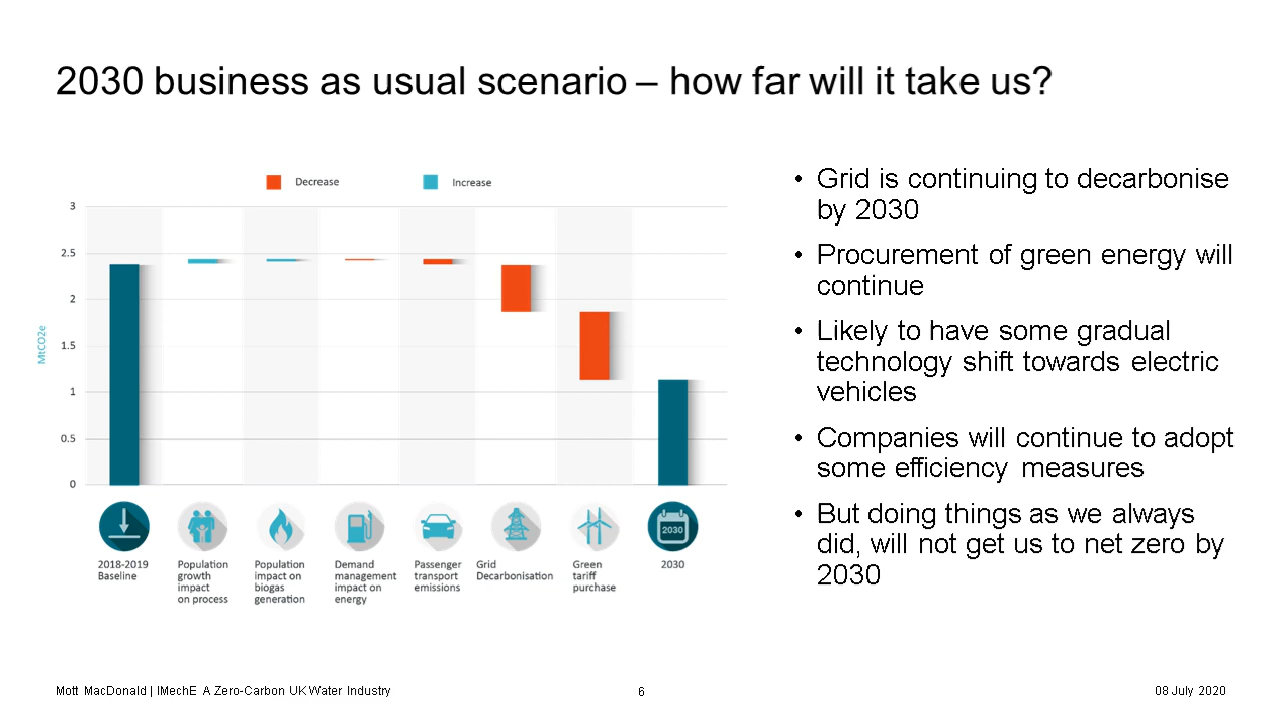 2030 business as usual scenario – how far will it take us?
Decrease
Increase
3
2.5
2
1.5
1
0.5
0
MtCO2e
2030
2018-2019
Baseline
Population
growth
impact
on process
Population
impact on
biogas
generation
Demand
management
impact on
energy
Passenger
transport
emissions
Grid
Decarbonisation
Green
tariff
purchase
2030
• Grid is continuing to decarbonise
by 2030
• Procurement of green energy will
continue
• Likely to have some gradual
technology shift towards electric
vehicles
• Companies will continue to adopt
some efficiency measures
• But doing things as we always
did, will not get us to net zero by
2030
Mott MacDonald | IMechE A Zero-Carbon UK Water Industry
6
08 July 2020